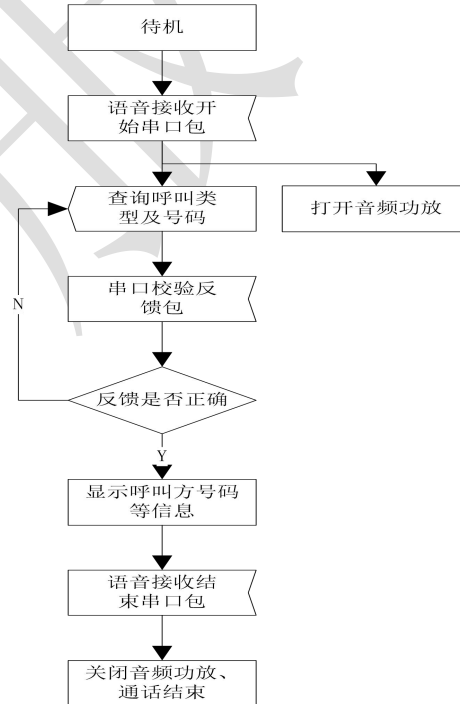 待机
语音接收开
始串口包
查询呼叫类
型及号码
打开音频功放
串口校验反
馈包
N
反馈是否正确
Y
显示呼叫方号码
等信息
语音接收结
束串口包
关闭音频功放、
通话结束